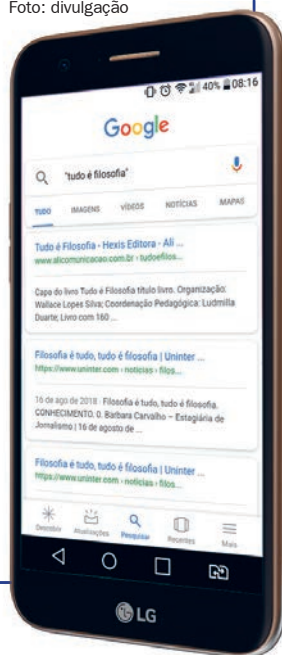 Foto: divulgação
40% 08:16
Google
"tudo é filosofia"
TUDO IMAGENS VÍDEOS NOTÍCIAS MAPAS
Tudo é Filosofia - Hexis Editora - Ali ...
www.alicomunicacao.com.br › tudoefilos...
Capa do livro Tudo é Filosofia título livro. Organização:
Wallace Lopes Silva; Coordenação Pedagógica: Ludmilla
Duarte; Livro com 160 ...
Filosofia é tudo, tudo é filosofia | Uninter ...
https://www.uninter.com › noticias › filos...
16 de ago de 2018 · Filosofia é tudo, tudo é filosofia.
CONHECIMENTO. 0. Barbara Carvalho – Estagiária de
Jornalismo | 16 de agosto de ...
Filosofia é tudo, tudo é filosofia | Uninter ...
https://www.uninter.com › noticias › filos...
Descobrir Atualizações Pesquisar Recentes Mais
LG